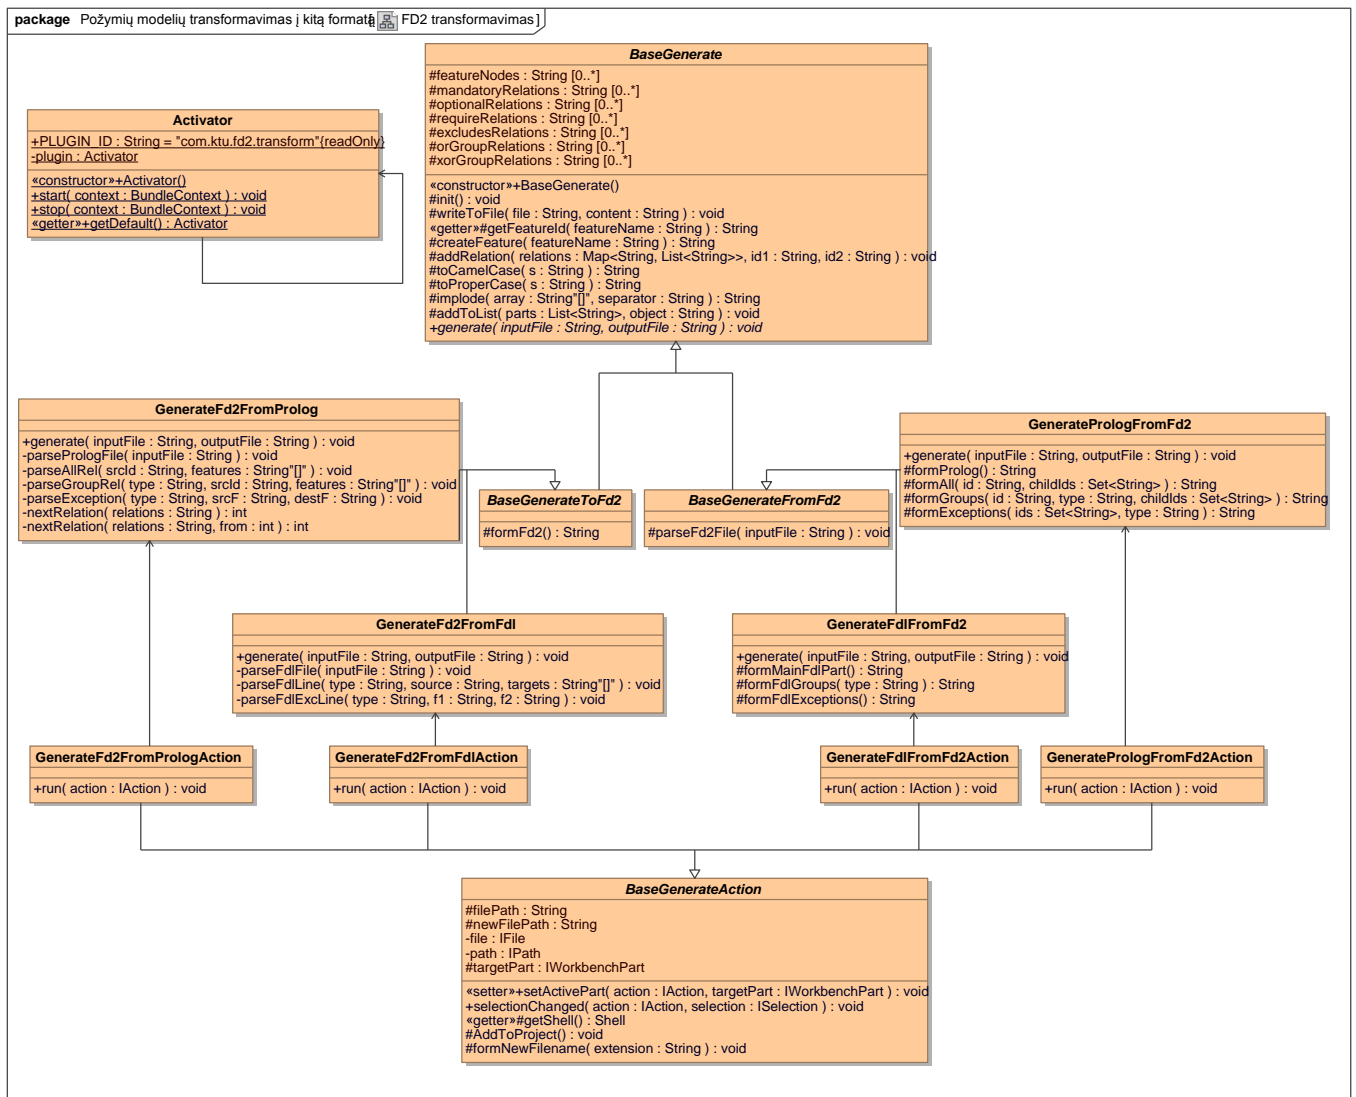 package Požymių modelių transformavimas į kitą formatą[ FD2 transformavimas]
BaseGenerate
#featureNodes : String [0..*]
#mandatoryRelations : String [0..*]
#optionalRelations : String [0..*]
#requireRelations : String [0..*]
#excludesRelations : String [0..*]
#orGroupRelations : String [0..*]
#xorGroupRelations : String [0..*]
«constructor»+BaseGenerate()
#init() : void
#writeToFile( file : String, content : String ) : void
«getter»#getFeatureId( featureName : String ) : String
#createFeature( featureName : String ) : String
#addRelation( relations : Map<String, List<String>>, id1 : String, id2 : String ) : void
#toCamelCase( s : String ) : String
#toProperCase( s : String ) : String
#implode( array : String"[]", separator : String ) : String
#addToList( parts : List<String>, object : String ) : void
+generate( inputFile : String, outputFile : String ) : void
Activator
+PLUGIN_ID : String = "com.ktu.fd2.transform"{readOnly}
-plugin : Activator
«constructor»+Activator()
+start( context : BundleContext ) : void
+stop( context : BundleContext ) : void
«getter»+getDefault() : Activator
GenerateFd2FromProlog
+generate( inputFile : String, outputFile : String ) : void
-parsePrologFile( inputFile : String ) : void
-parseAllRel( srcId : String, features : String"[]" ) : void
-parseGroupRel( type : String, srcId : String, features : String"[]" ) : void
-parseException( type : String, srcF : String, destF : String ) : void
-nextRelation( relations : String ) : int
-nextRelation( relations : String, from : int ) : int
BaseGenerateToFd2
#formFd2() : String
BaseGenerateFromFd2
#parseFd2File( inputFile : String ) : void
GeneratePrologFromFd2
+generate( inputFile : String, outputFile : String ) : void
#formProlog() : String
#formAll( id : String, childIds : Set<String> ) : String
#formGroups( id : String, type : String, childIds : Set<String> ) : String
#formExceptions( ids : Set<String>, type : String ) : String
GenerateFd2FromFdl
+generate( inputFile : String, outputFile : String ) : void
-parseFdlFile( inputFile : String ) : void
-parseFdlLine( type : String, source : String, targets : String"[]" ) : void
-parseFdlExcLine( type : String, f1 : String, f2 : String ) : void
GenerateFdlFromFd2
+generate( inputFile : String, outputFile : String ) : void
#formMainFdlPart() : String
#formFdlGroups( type : String ) : String
#formFdlExceptions() : String
GenerateFd2FromPrologAction
+run( action : IAction ) : void
GenerateFd2FromFdlAction
+run( action : IAction ) : void
GenerateFdlFromFd2Action
+run( action : IAction ) : void
GeneratePrologFromFd2Action
+run( action : IAction ) : void
BaseGenerateAction
#filePath : String
#newFilePath : String
-file : IFile
-path : IPath
#targetPart : IWorkbenchPart
«setter»+setActivePart( action : IAction, targetPart : IWorkbenchPart ) : void
+selectionChanged( action : IAction, selection : ISelection ) : void
«getter»#getShell() : Shell
#AddToProject() : void
#formNewFilename( extension : String ) : void